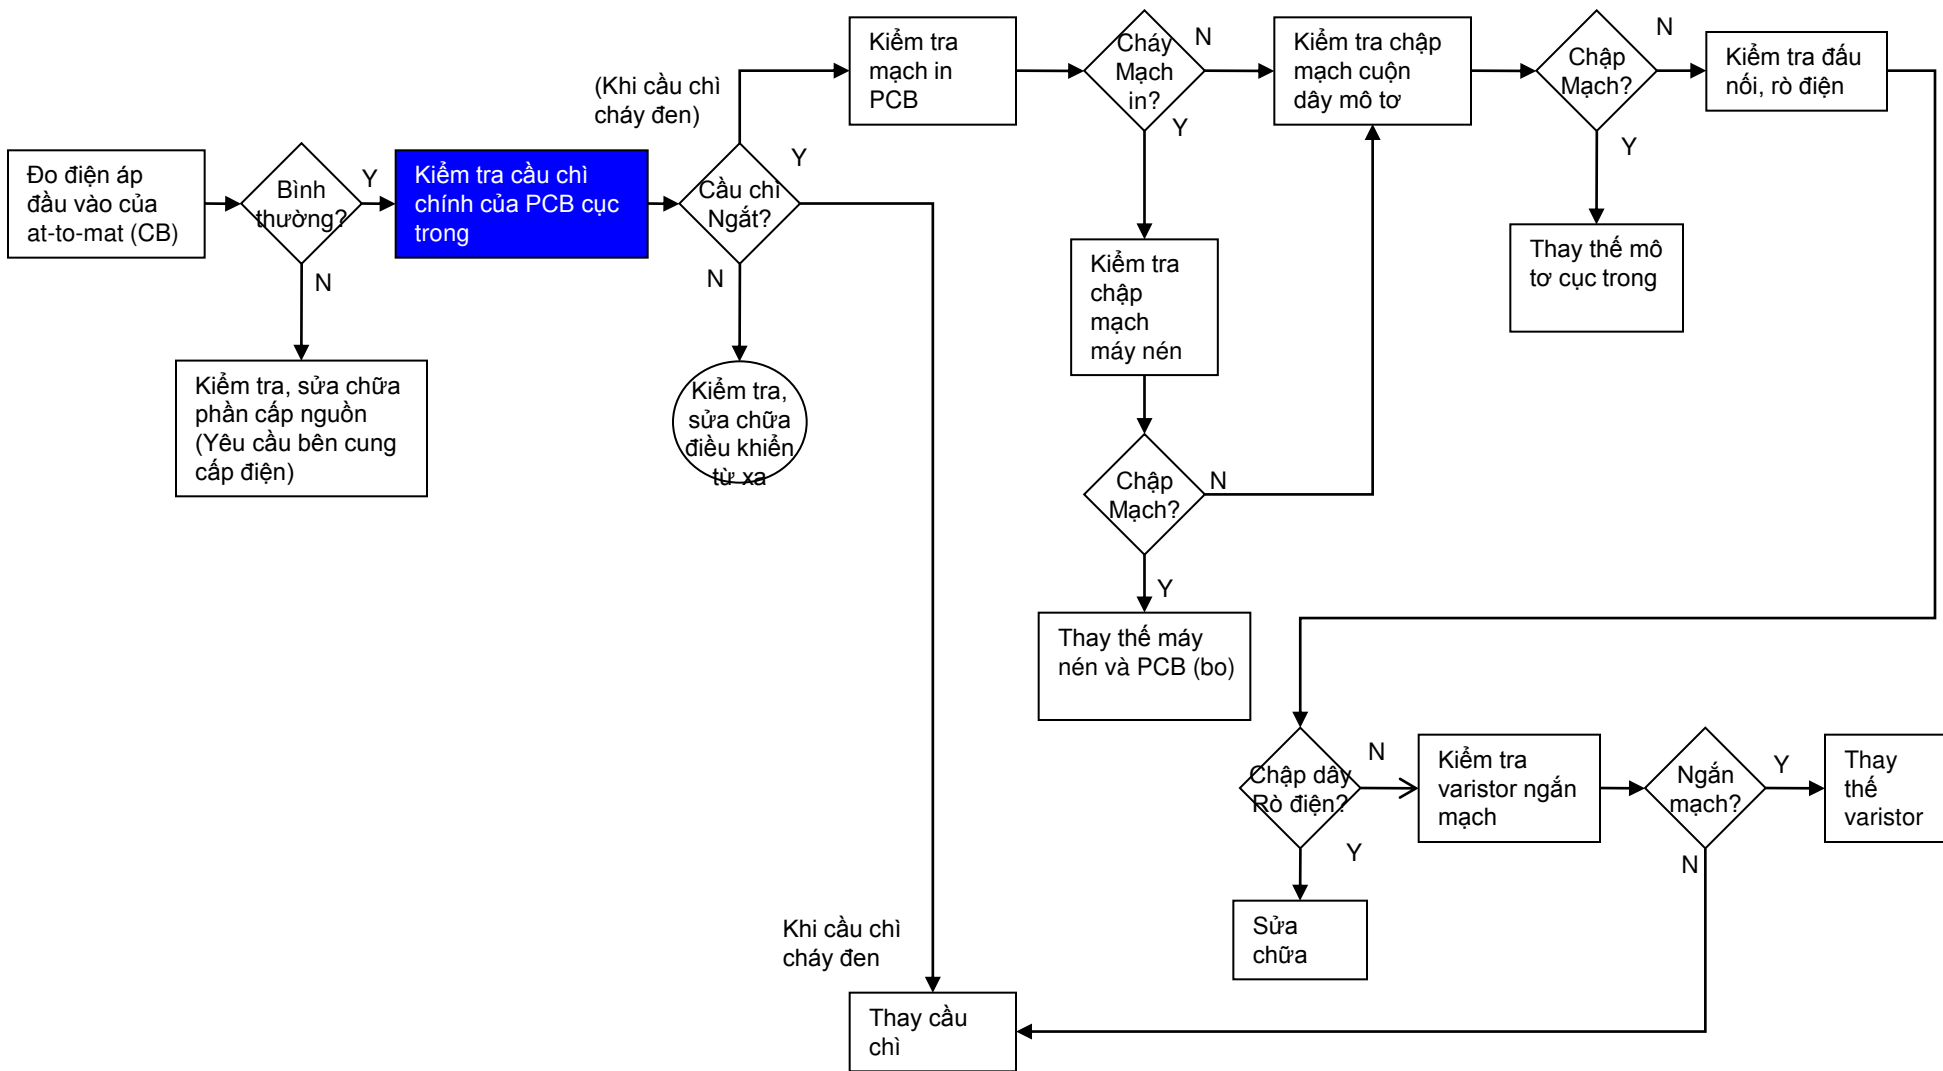 Kiểm tra
mạch in
PCB
Cháy
Mạch
in?
N
Y
Kiểm tra chập
mạch cuộn
dây mô tơ
Chập
Mạch?
N
Y
Kiểm tra đấu
nối, rò điện
(Khi cầu chì
cháy đen)
Đo điện áp
đầu vào của
at-to-mat (CB)
Bình
thường?
Y
N
Kiểm tra cầu chì
chính của PCB cục
trong
Cầu chì
Ngắt?
Y
N
Thay thế mô
tơ cục trong
Kiểm tra
chập
mạch
máy nén
Kiểm tra, sửa chữa
phần cấp nguồn
(Yêu cầu bên cung
cấp điện)
Kiểm tra,
sửa chữa
điều khiển
từ xa
Chập
Mạch?
N
Y
Thay thế máy
nén và PCB (bo)
Chập dây
Rò điện?
N
Y
Kiểm tra
varistor ngắn
mạch
Ngắn
mạch?
Y
N
Thay
thế
varistor
Sửa
chữa
Khi cầu chì
cháy đen
Thay cầu
chì